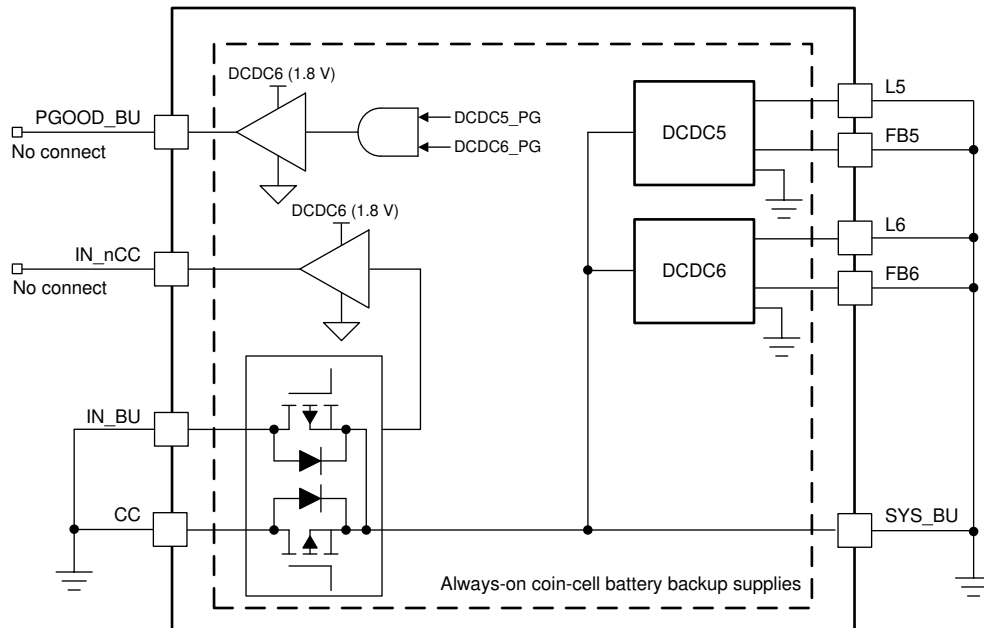 DCDC6 (1.8 V)
PGOOD_BU
No connect
DCDC5_PG
DCDC6_PG
DCDC6 (1.8 V)
IN_nCC
No connect
IN_BU
CC
DCDC5
DCDC6
L5
FB5
L6
FB6
SYS_BU
Always-on coin-cell battery backup supplies